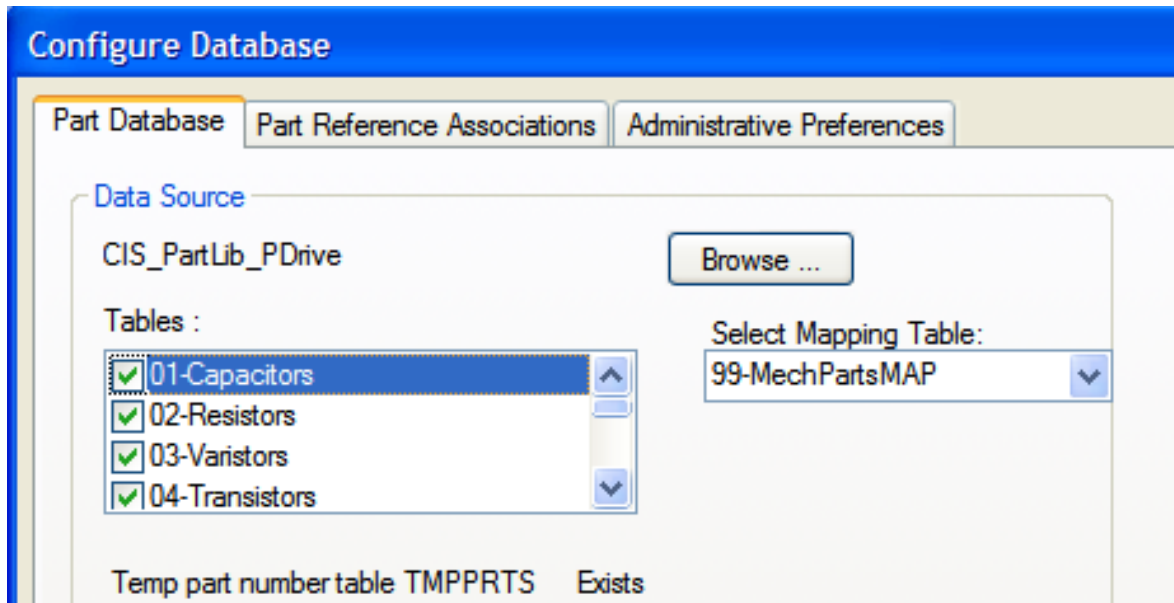 Configure Database
Part Database Part Reference Associations Administrative Preferences
Data Source
CIS_PartLib_PDrive Browse ...
Tables :
Select Mapping Table:
01-Capacitors
99-MechPartsMAP
02-Resistors
03-Varistors
04-Transistors
Temp part number table TMPPRTS Exists